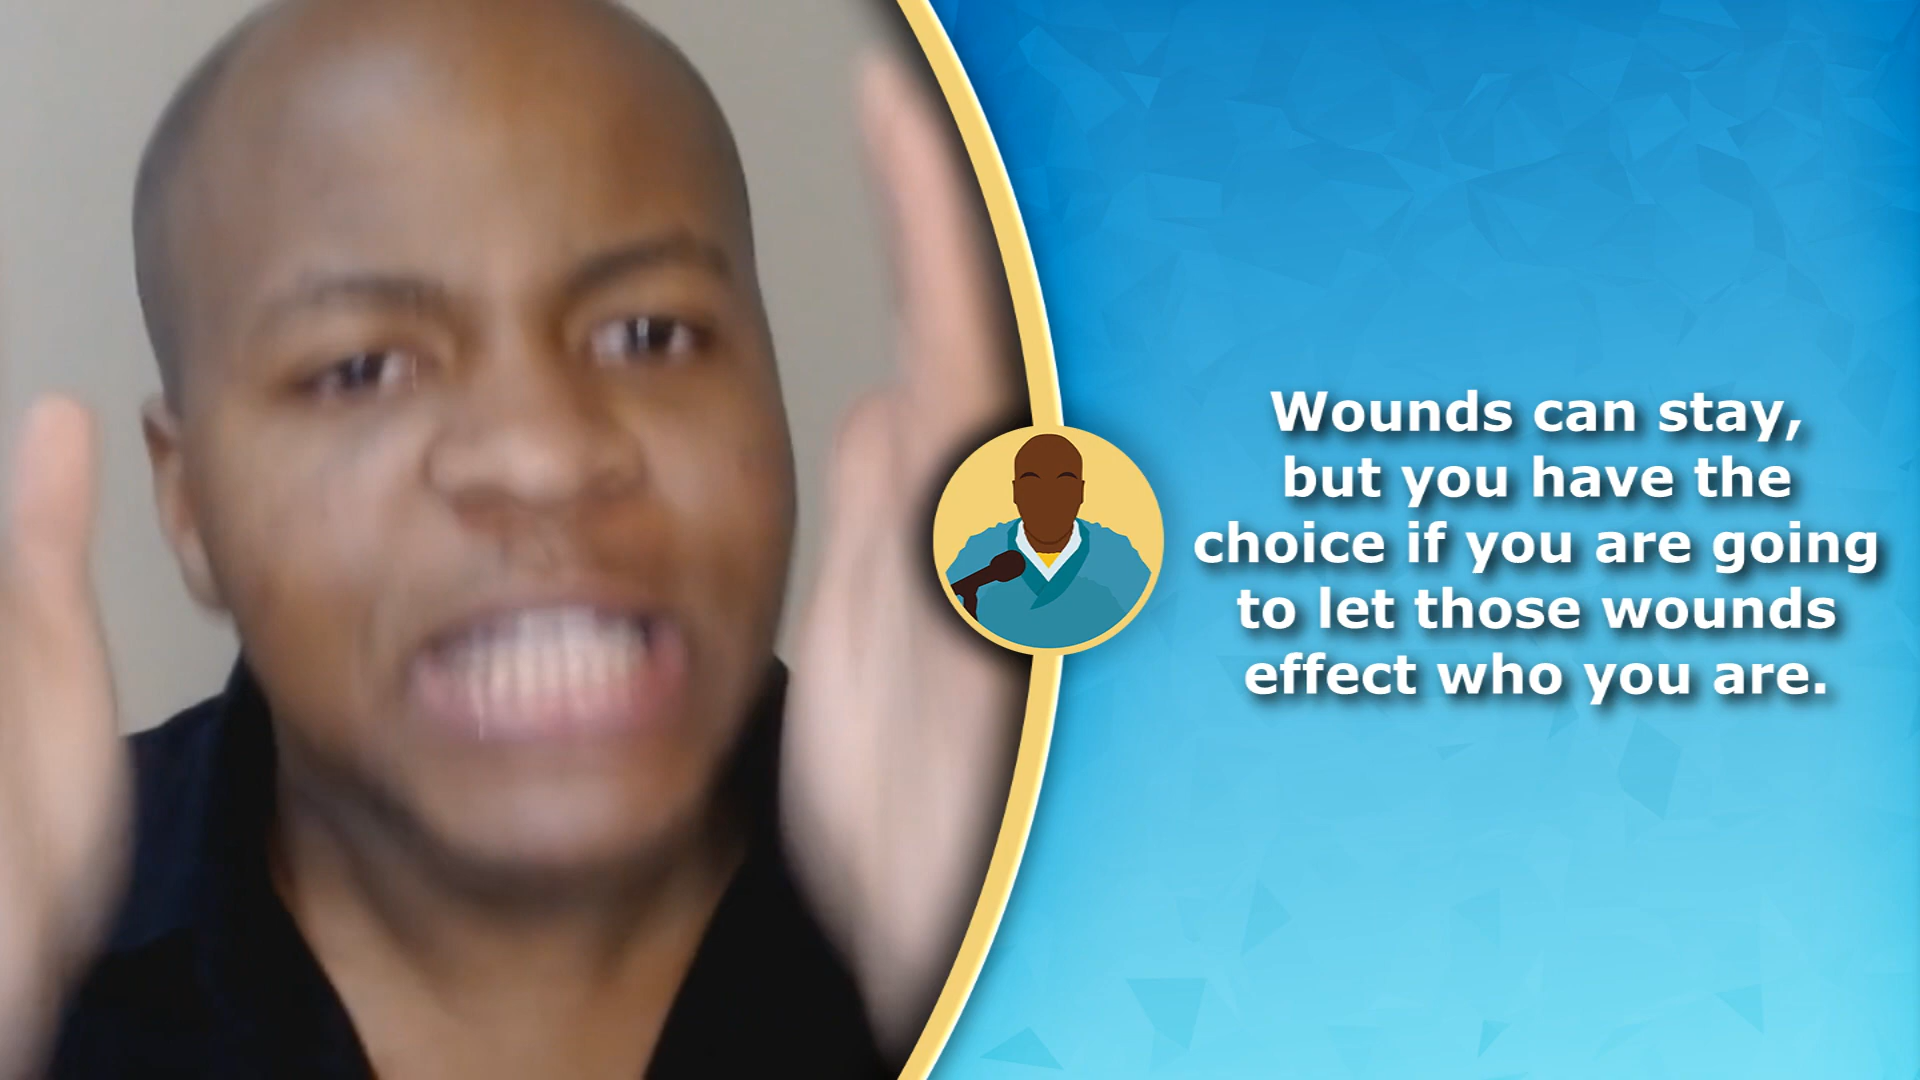 Wounds can stay,
but you have the
choice if you are going
to let those wounds
effect who you are.